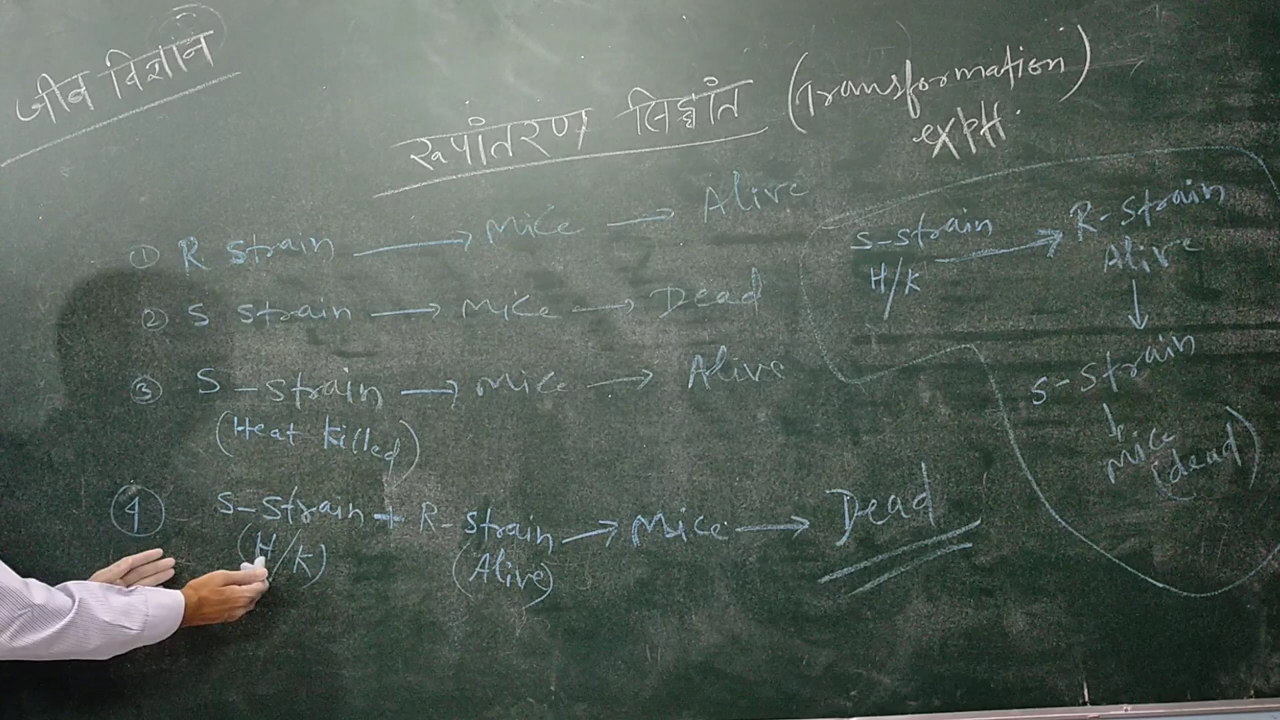 जीव विज्ञान
रूपांतरण सिद्धांत (Transformation)
expt.
① R Strain → Mice → Alive
② S Strain → Mice → Dead
③ S-Strain → Mice → Alive
(Heat Killed)
④ S-Strain + R-Strain → Mice → Dead
(H/K) (Alive)
S-Strain → R-Strain
H/K Alive
↓
S-Strain
↓
Mice
(dead)